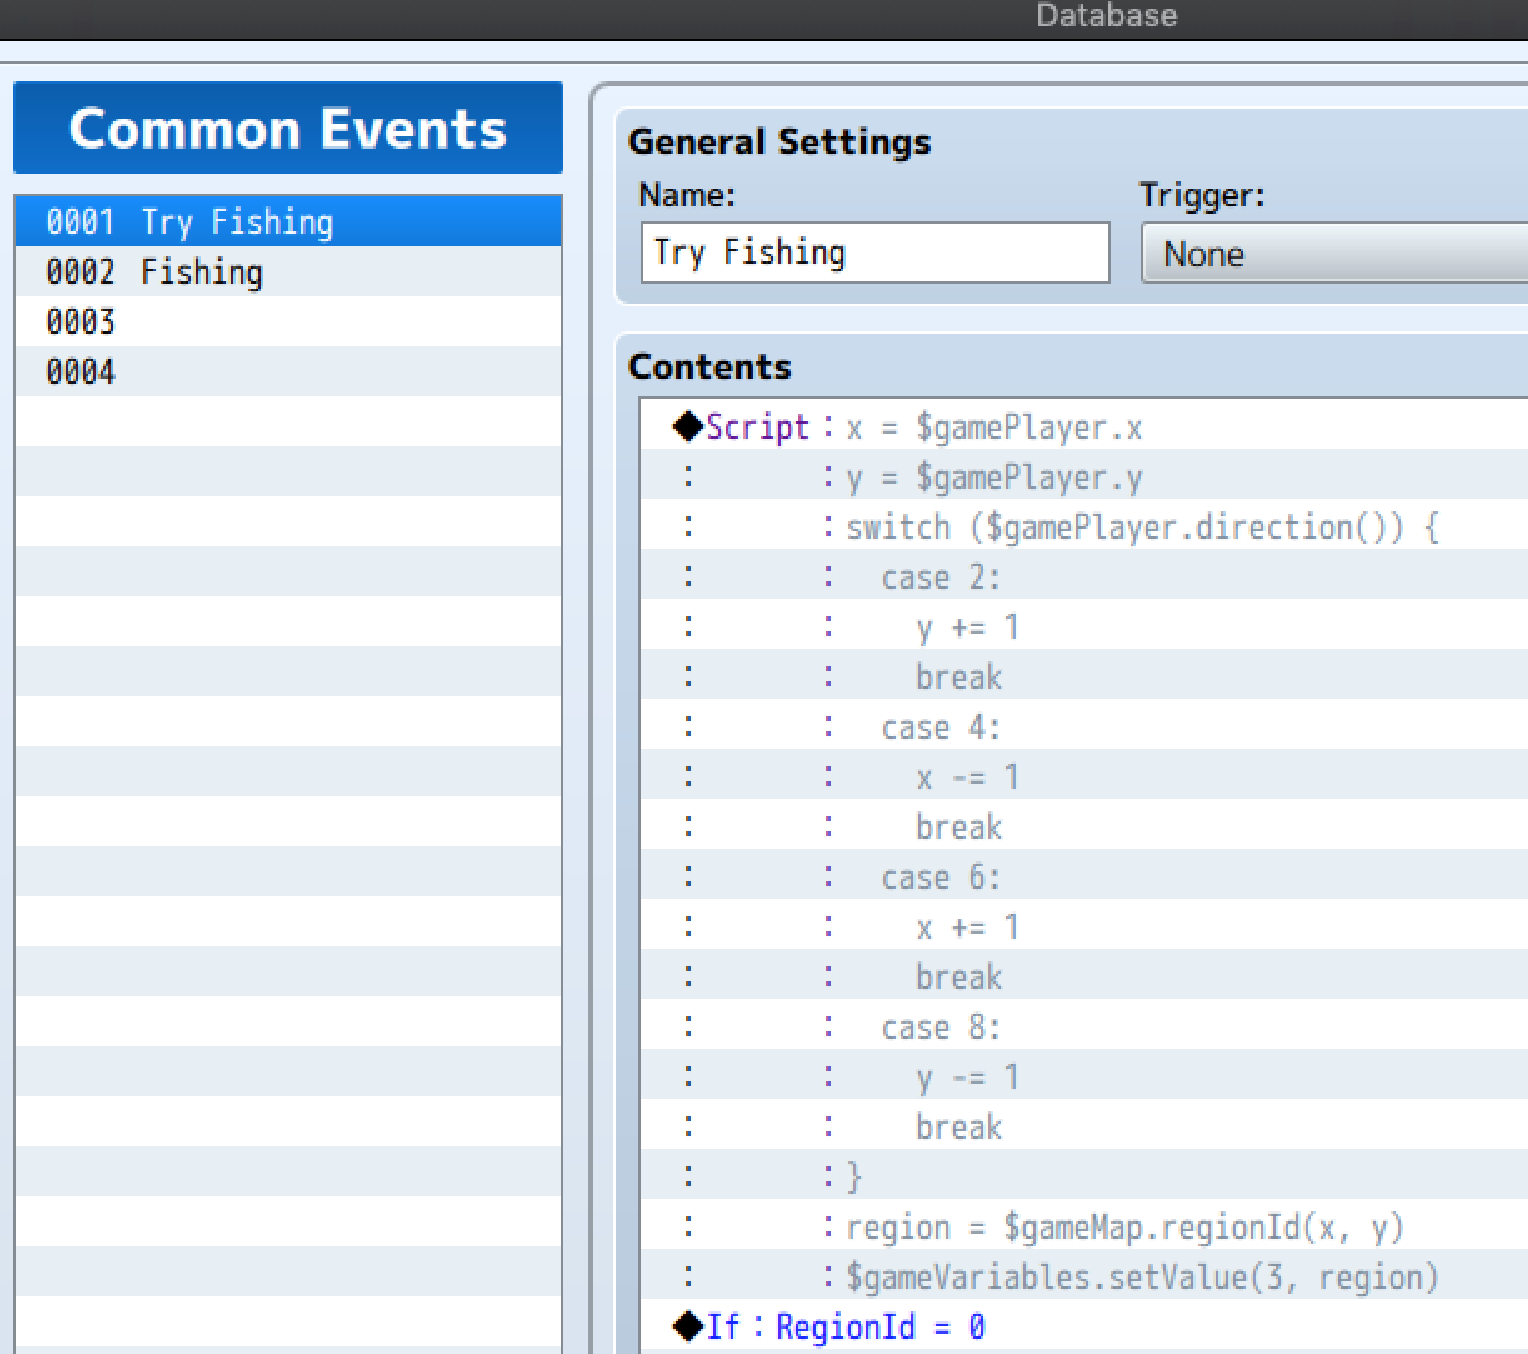 Database
Common Events
0001 Try Fishing
0002 Fishing
0003
0004
General Settings
Name:
Trigger:
Try Fishing
None
Contents
◆Script : x = $gamePlayer.x
: : y = $gamePlayer.y
: : switch ($gamePlayer.direction()) {
: : case 2:
: : y += 1
: : break
: : case 4:
: : x -= 1
: : break
: : case 6:
: : x += 1
: : break
: : case 8:
: : y -= 1
: : break
: : }
: : region = $gameMap.regionId(x, y)
: : $gameVariables.setValue(3, region)
◆If : RegionId = 0